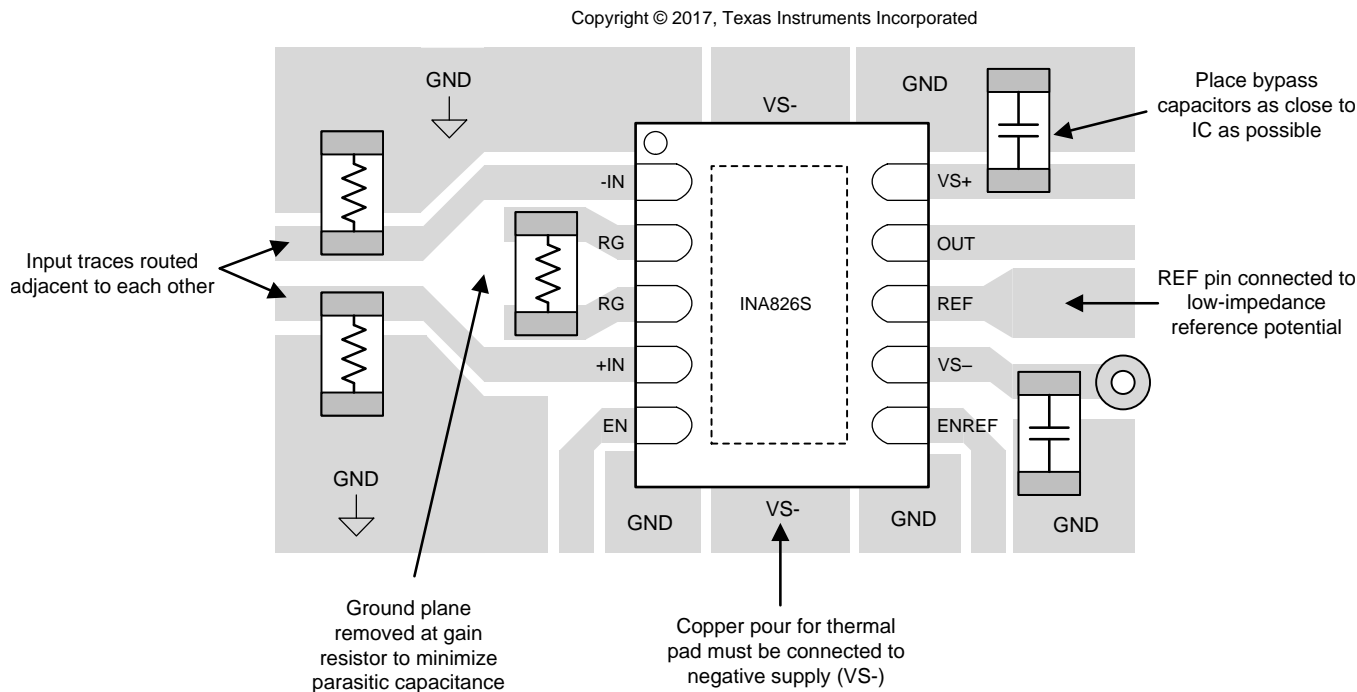 Copyright © 2017, Texas Instruments Incorporated
GND
VS-
GND
Place bypass
capacitors as close to
IC as possible
-IN
VS+
RG
OUT
Input traces routed
adjacent to each other
RG
INA826S
REF
REF pin connected to
low-impedance
reference potential
+IN
VS–
EN
ENREF
GND
GND
VS-
GND
GND
Ground plane
removed at gain
resistor to minimize
parasitic capacitance
Copper pour for thermal
pad must be connected to
negative supply (VS-)